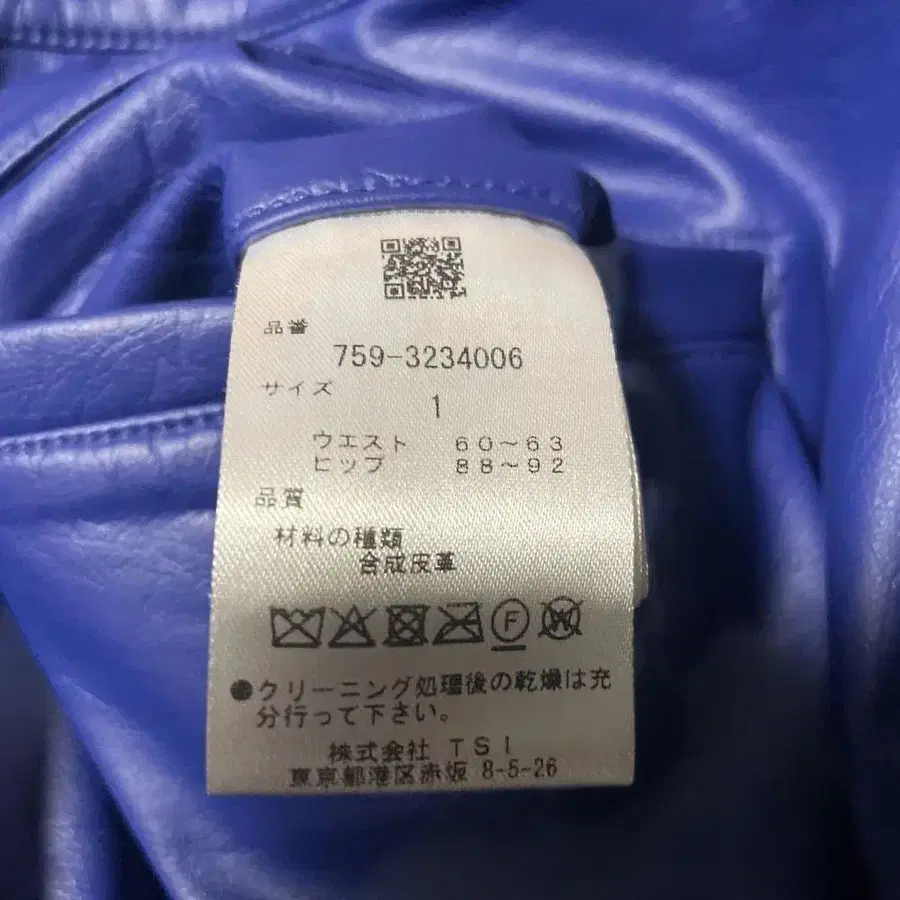 品番
759-3234006
サイズ
1
ウエスト 60～63
ヒップ 88～92
品質
材料の種類
合成皮革
F W
●クリーニング処理後の乾燥は充
分行って下さい。
株式会社 TSI
東京都港区赤坂 8-5-26